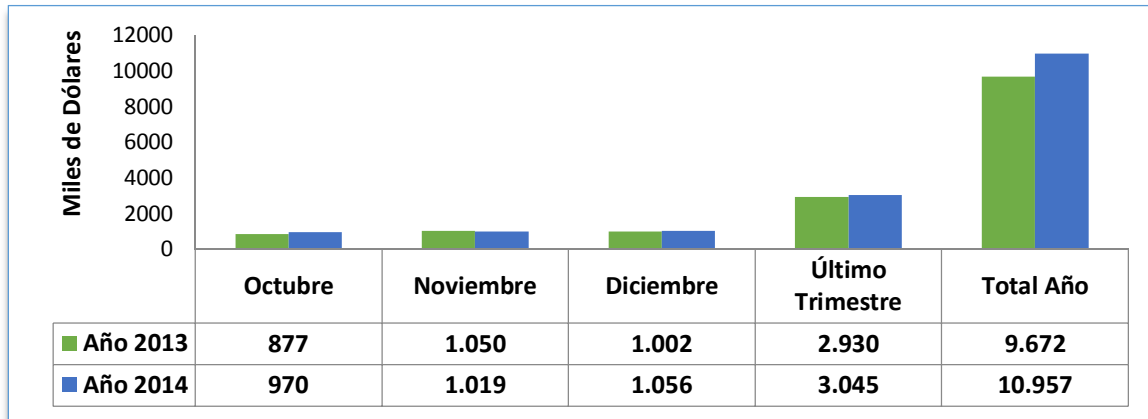 Miles de Dólares
12000
10000
8000
6000
4000
2000
0
Octubre Noviembre Diciembre Último Trimestre Total Año
Año 2013 877 1.050 1.002 2.930 9.672
Año 2014 970 1.019 1.056 3.045 10.957